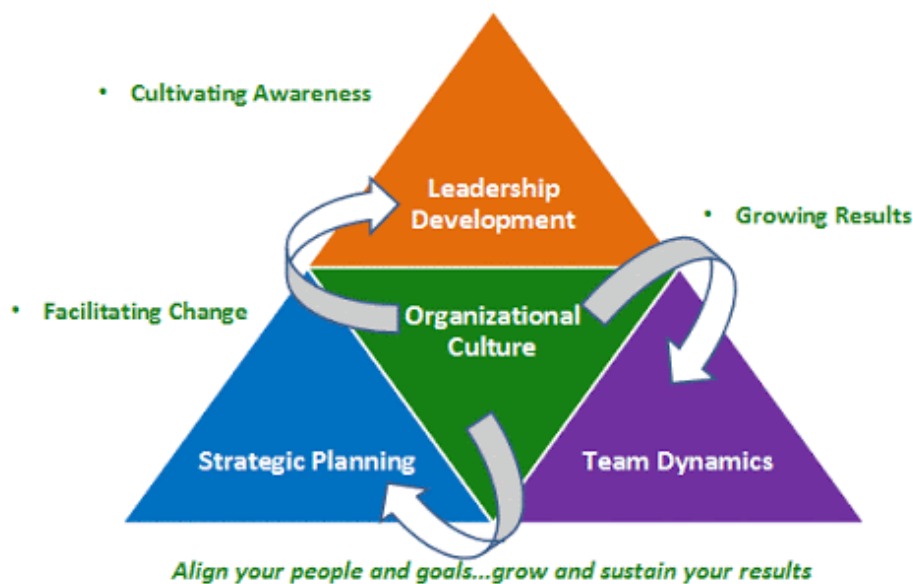 • Cultivating Awareness
Leadership
Development
• Growing Results
• Facilitating Change
Organizational
Culture
Strategic Planning
Team Dynamics
Align your people and goals...grow and sustain your results